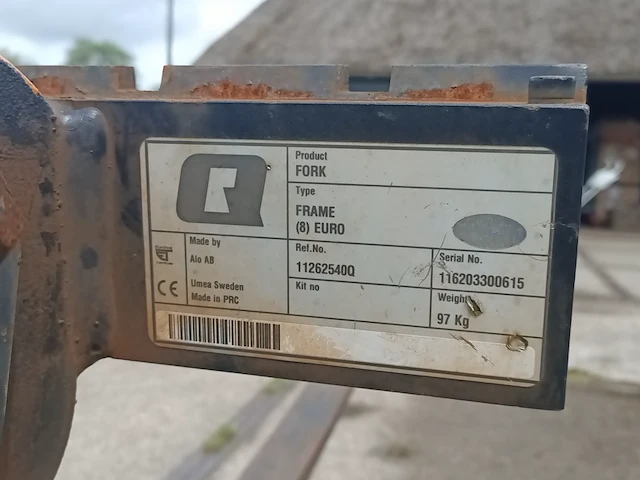 Product
FORK
Type
FRAME
(8) EURO
Made by
Alo AB
Umea Sweden
Made in PRC
CE
Ref.No.
11262540Q
Serial No.
116203300615
Kit no
Weight
97 Kg